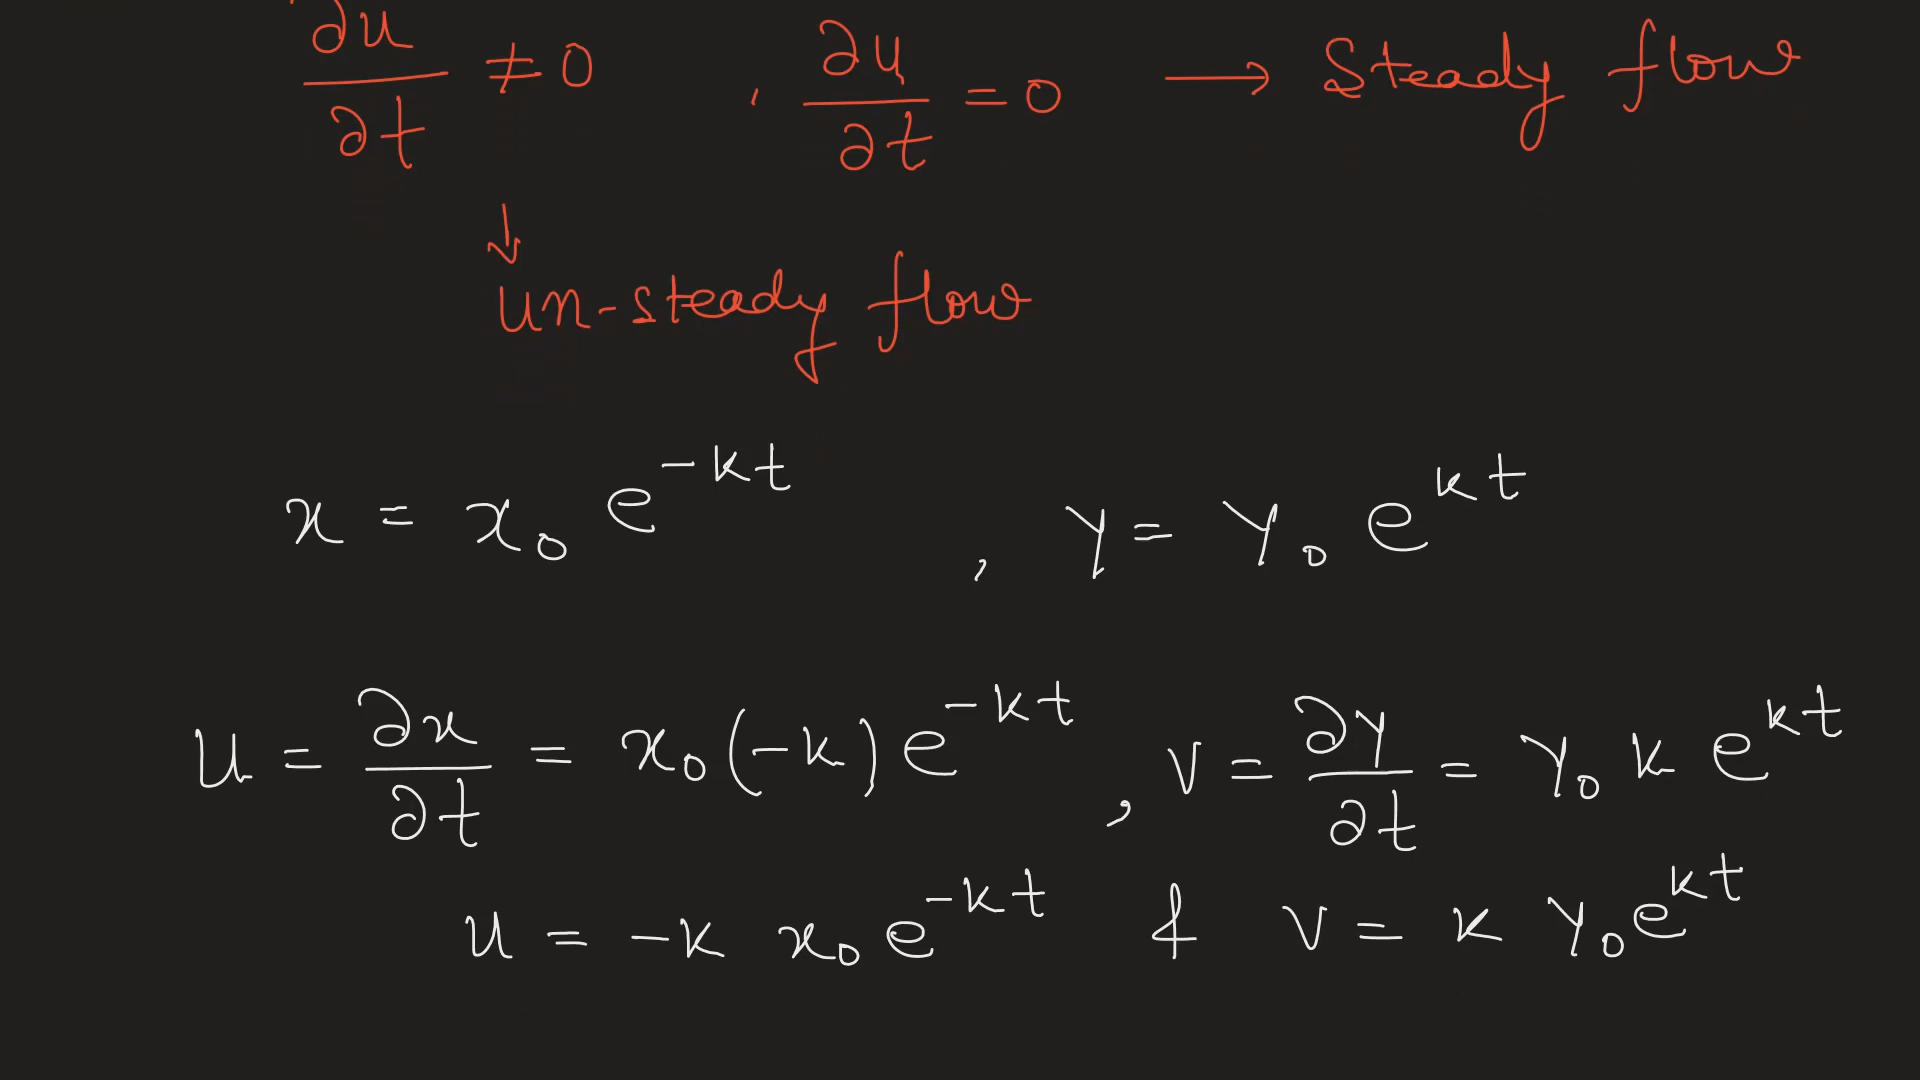 ∂u/∂t ≠ 0 , ∂u/∂t = 0 → Steady flow
↓
un-steady flow
x = x₀ e^{-kt} , y = y₀ e^{kt}
u = ∂x/∂t = x₀(-k) e^{-kt} , v = ∂y/∂t = y₀ k e^{kt}
u = -k x₀ e^{-kt} & v = k y₀ e^{kt}